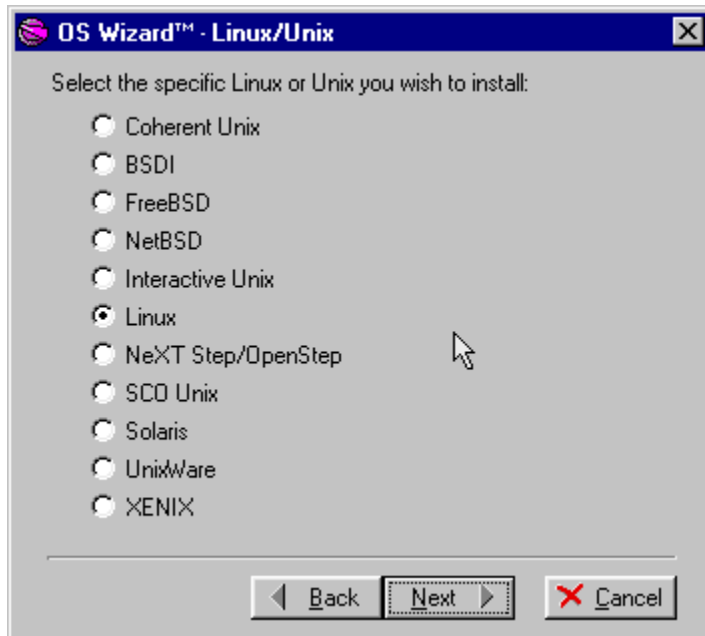 OS Wizard™ - Linux/Unix
Select the specific Linux or Unix you wish to install:
Coherent Unix
BSDI
FreeBSD
NetBSD
Interactive Unix
Linux
NeXT Step/OpenStep
SCO Unix
Solaris
UnixWare
XENIX
Back Next Cancel